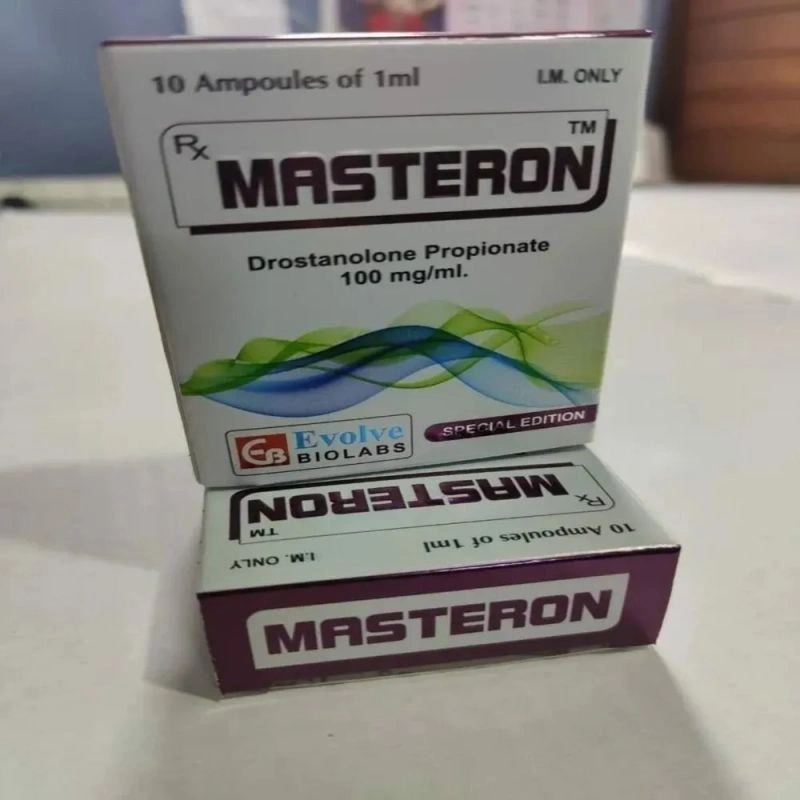 10 Ampoules of 1ml I.M. ONLY
Rx MASTERON TM
Drostanolone Propionate
100 mg/ml.
EB Evolve
BIOLABS
SPECIAL EDITION
Rx MASTERON TM
10 Ampoules of 1ml I.M. ONLY
MASTERON